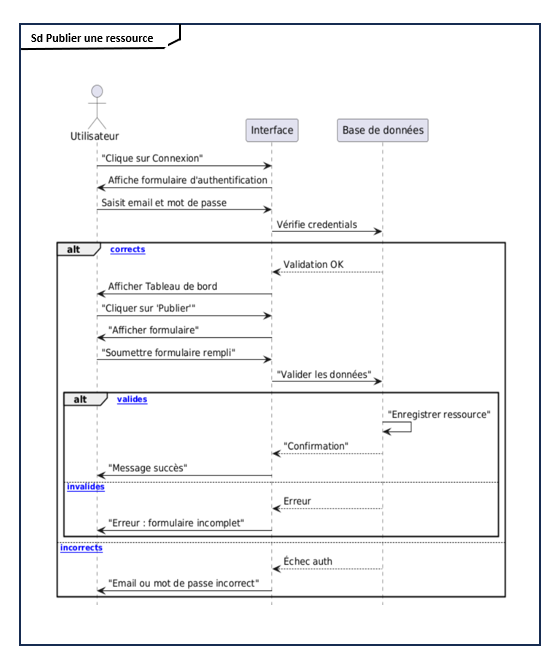 Sd Publier une ressource
Utilisateur
Interface
Base de données
"Clique sur Connexion"
Affiche formulaire d'authentification
Saisit email et mot de passe
Vérifie credentials
alt
corrects
Validation OK
Afficher Tableau de bord
"Cliquer sur 'Publier'"
"Afficher formulaire"
"Soumettre formulaire rempli"
"Valider les données"
alt
valides
"Enregistrer ressource"
"Confirmation"
"Message succès"
invalides
Erreur
"Erreur : formulaire incomplet"
incorrects
Échec auth
"Email ou mot de passe incorrect"